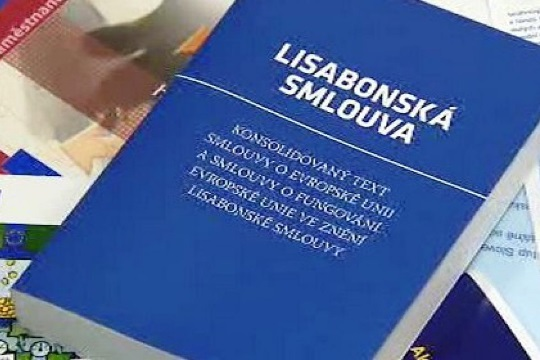 LISABONSKÁ
SMLOUVA
KONSOLIDOVANÝ TEXT
SMLOUVY O EVROPSKÉ UNII
A SMLOUVY O FUNGOVÁNÍ
EVROPSKÉ UNIE VE ZNĚNÍ
LISABONSKÉ SMLOUVY